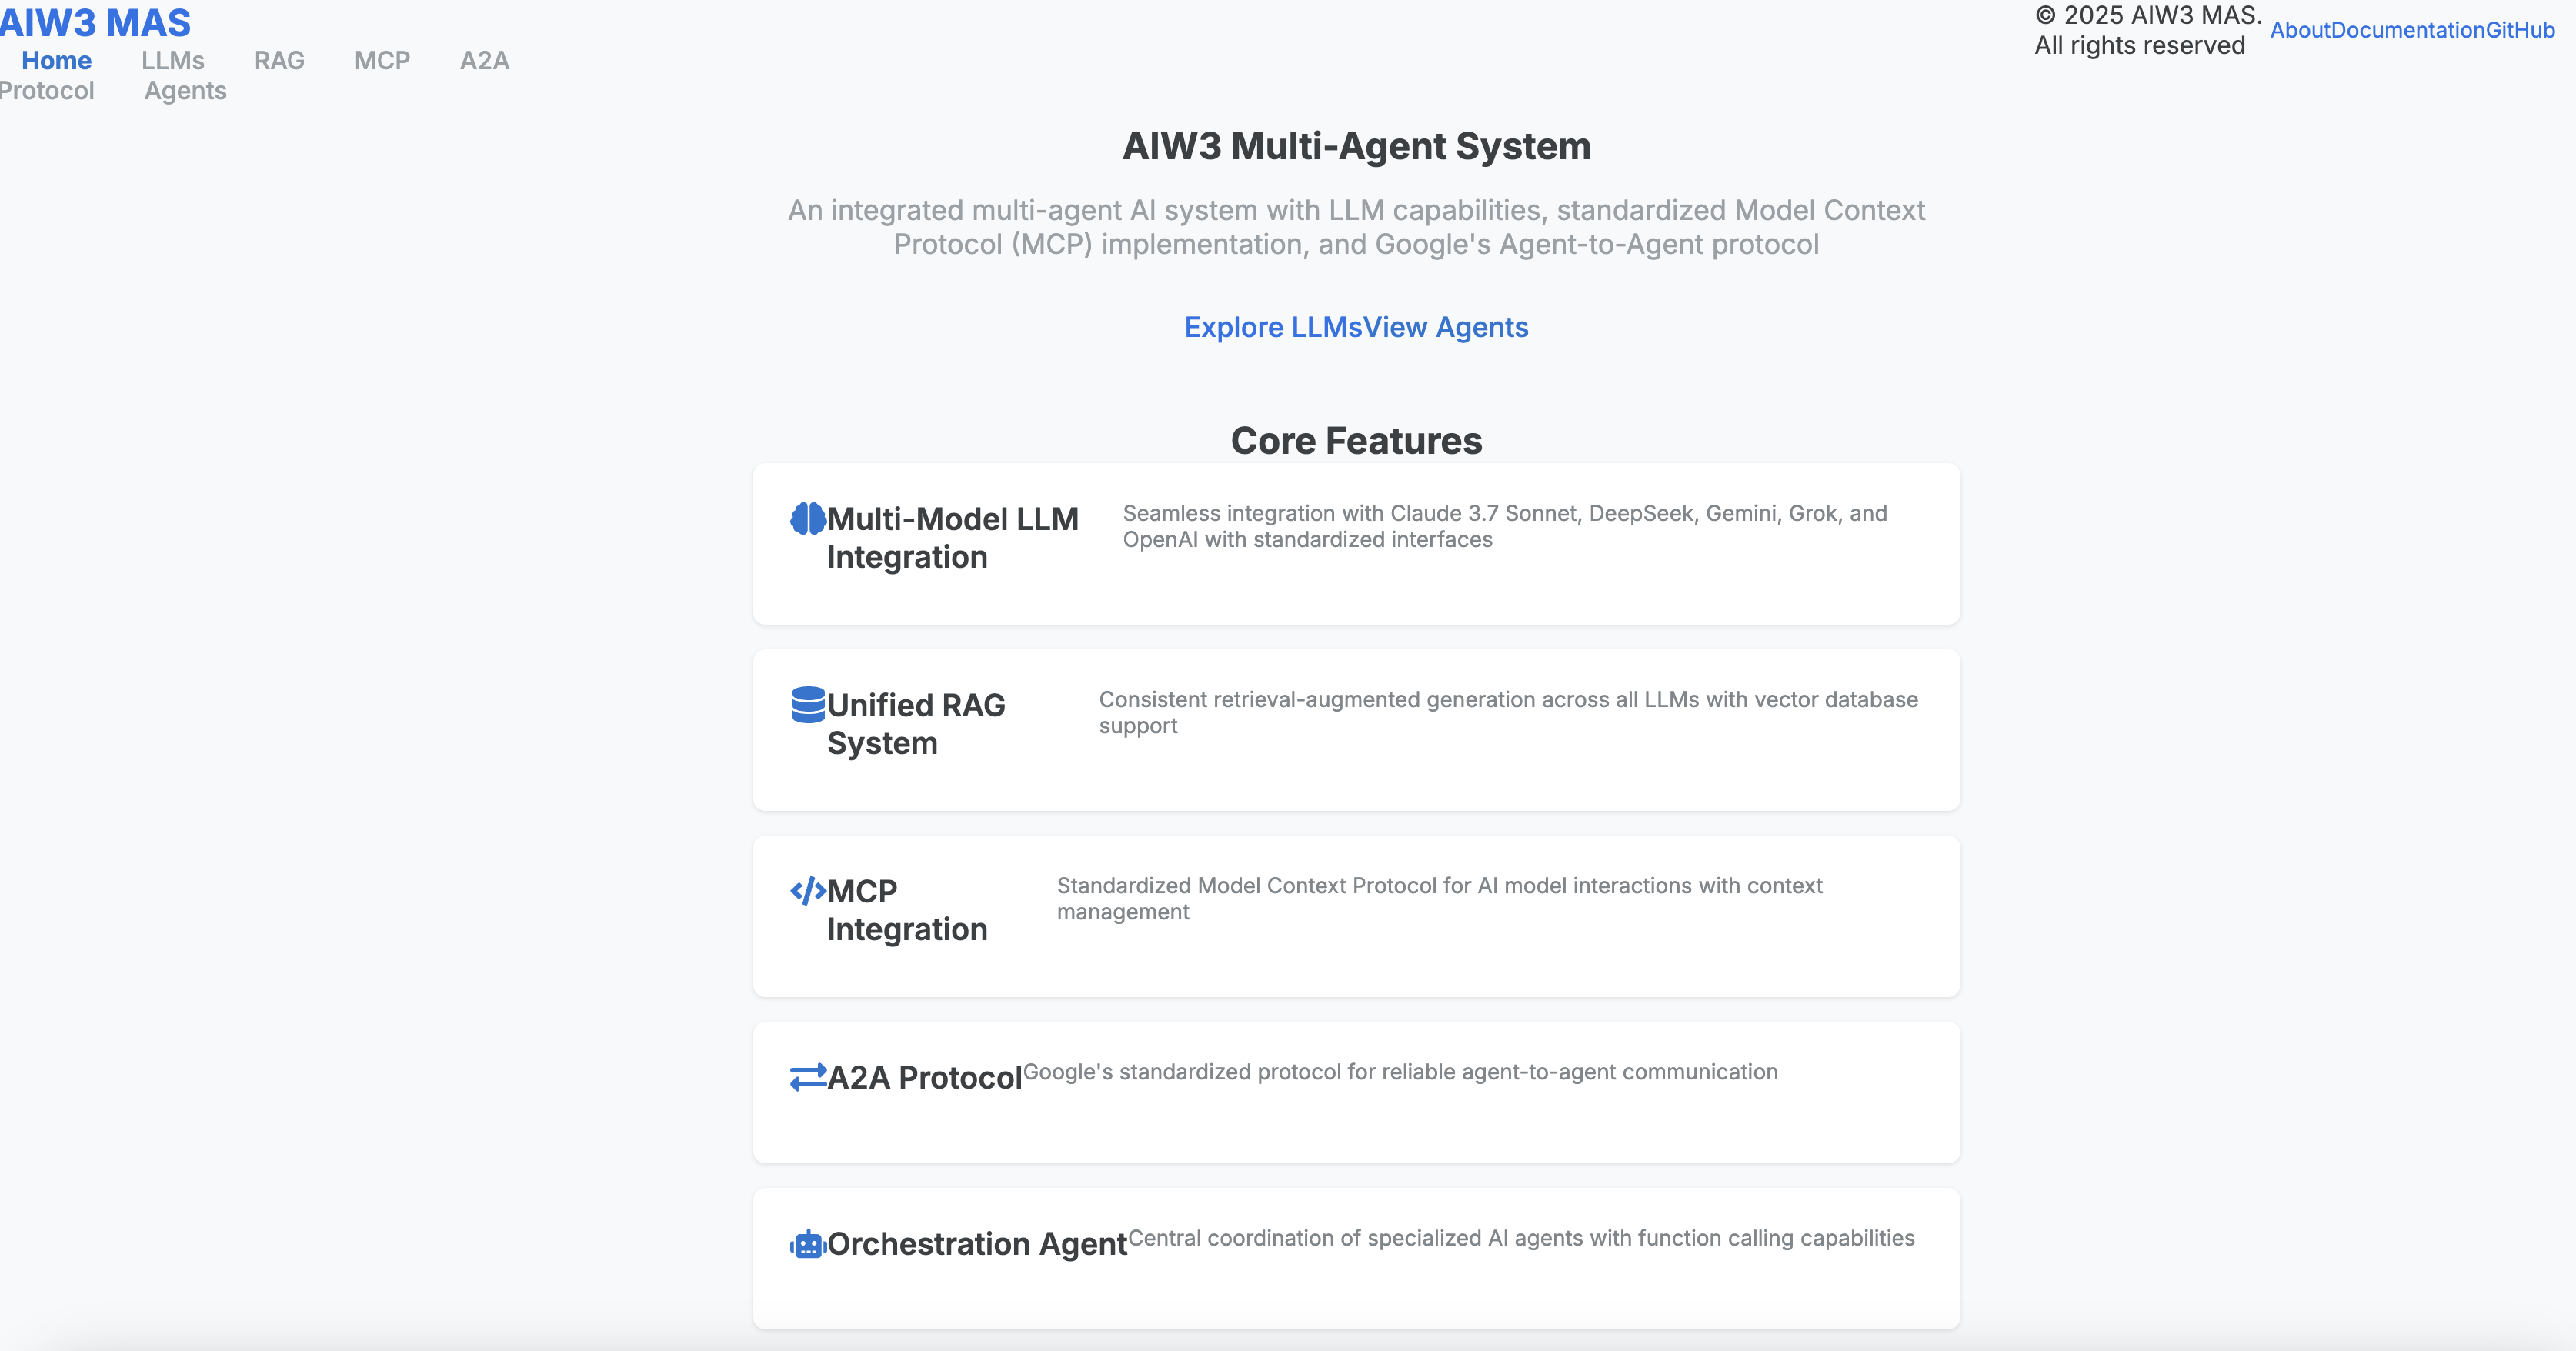 AIW3 MAS
Home LLMs RAG MCP A2A
Protocol Agents
© 2025 AIW3 MAS.
All rights reserved
AboutDocumentationGitHub
AIW3 Multi-Agent System
An integrated multi-agent AI system with LLM capabilities, standardized Model Context
Protocol (MCP) implementation, and Google's Agent-to-Agent protocol
Explore LLMsView Agents
Core Features
Multi-Model LLM
Integration
Seamless integration with Claude 3.7 Sonnet, DeepSeek, Gemini, Grok, and
OpenAI with standardized interfaces
Unified RAG
System
Consistent retrieval-augmented generation across all LLMs with vector database
support
MCP
Integration
Standardized Model Context Protocol for AI model interactions with context
management
A2A Protocol
Google's standardized protocol for reliable agent-to-agent communication
Orchestration Agent
Central coordination of specialized AI agents with function calling capabilities